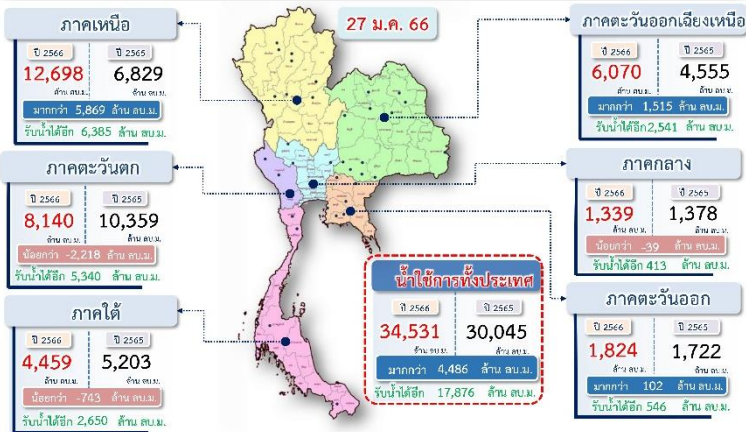 27 ม.ค. 66
ภาคเหนือ
ปี 2566 ปี 2565
12,698 6,829
ล้าน ลบ.ม. ล้าน ลบ.ม.
มากกว่า 5,869 ล้าน ลบ.ม.
รับน้ำได้อีก 6,385 ล้าน ลบ.ม.
ภาคตะวันตก
ปี 2566 ปี 2565
8,140 10,359
ล้าน ลบ.ม. ล้าน ลบ.ม.
น้อยกว่า -2,218 ล้าน ลบ.ม.
รับน้ำได้อีก 5,340 ล้าน ลบ.ม.
ภาคใต้
ปี 2566 ปี 2565
4,459 5,203
ล้าน ลบ.ม. ล้าน ลบ.ม.
น้อยกว่า -743 ล้าน ลบ.ม.
รับน้ำได้อีก 2,650 ล้าน ลบ.ม.
น้ำใช้การทั้งประเทศ
ปี 2566 ปี 2565
34,531 30,045
ล้าน ลบ.ม. ล้าน ลบ.ม.
มากกว่า 4,486 ล้าน ลบ.ม.
รับน้ำได้อีก 17,876 ล้าน ลบ.ม.
ภาคตะวันออกเฉียงเหนือ
ปี 2566 ปี 2565
6,070 4,555
ล้าน ลบ.ม. ล้าน ลบ.ม.
มากกว่า 1,515 ล้าน ลบ.ม.
รับน้ำได้อีก2,541 ล้าน ลบ.ม.
ภาคกลาง
ปี 2566 ปี 2565
1,339 1,378
ล้าน ลบ.ม. ล้าน ลบ.ม.
น้อยกว่า -39 ล้าน ลบ.ม.
รับน้ำได้อีก 413 ล้าน ลบ.ม.
ภาคตะวันออก
ปี 2566 ปี 2565
1,824 1,722
ล้าน ลบ.ม. ล้าน ลบ.ม.
มากกว่า 102 ล้าน ลบ.ม.
รับน้ำได้อีก 546 ล้าน ลบ.ม.